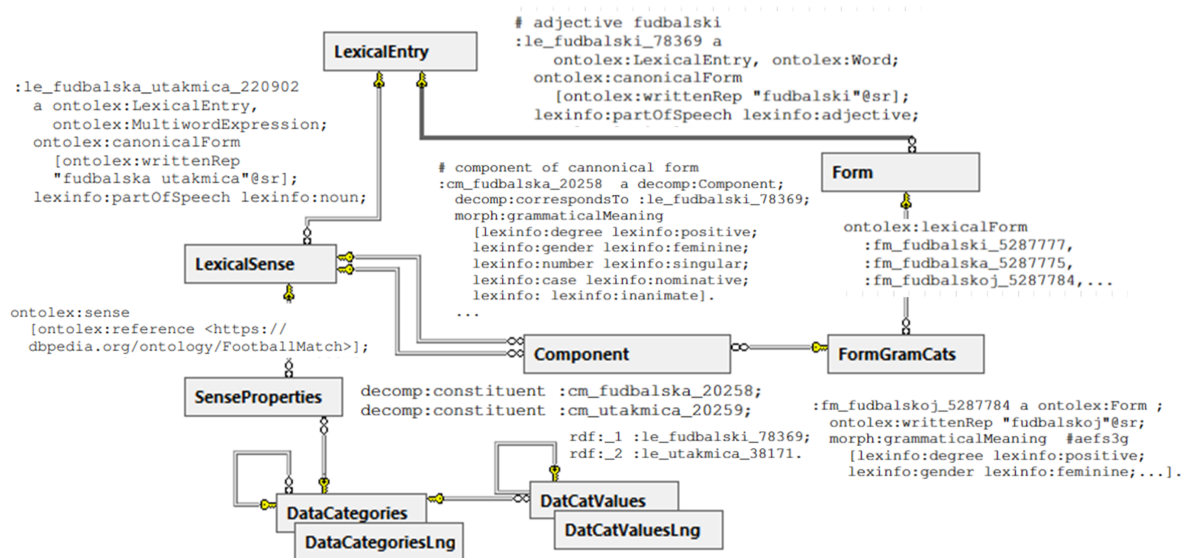 # adjective fudbalski
:le_fudbalski_78369 a
ontolex:LexicalEntry, ontolex:Word;
ontolex:canonicalForm
[ontolex:writtenRep "fudbalski"@sr];
lexinfo:partOfSpeech lexinfo:adjective;
LexicalEntry
:le_fudbalska_utakmica_220902
a ontolex:LexicalEntry,
ontolex:MultiwordExpression;
ontolex:canonicalForm
[ontolex:writtenRep
"fudbalska utakmica"@sr];
lexinfo:partOfSpeech lexinfo:noun;
# component of cannonical form
:cm_fudbalska_20258 a decomp:Component;
decomp:correspondsTo :le_fudbalski_78369;
morph:grammaticalMeaning
[lexinfo:degree lexinfo:positive;
lexinfo:gender lexinfo:feminine;
lexinfo:number lexinfo:singular;
lexinfo:case lexinfo:nominative;
lexinfo: lexinfo:inanimate].
...
Form
ontolex:lexicalForm
:fm_fudbalski_5287777,
:fm_fudbalska_5287775,
:fm_fudbalskoj_5287784,...
LexicalSense
ontolex:sense
[ontolex:reference <https://
dbpedia.org/ontology/FootballMatch>];
Component
FormGramCats
SenseProperties
decomp:constituent :cm_fudbalska_20258;
decomp:constituent :cm_utakmica_20259;
rdf:_1 :le_fudbalski_78369;
rdf:_2 :le_utakmica_38171.
:fm_fudbalskoj_5287784 a ontolex:Form ;
ontolex:writtenRep "fudbalskoj"@sr;
morph:grammaticalMeaning #aefs3g
[lexinfo:degree lexinfo:positive;
lexinfo:gender lexinfo:feminine;...].
DataCategories
DataCategoriesLng
DatCatValues
DatCatValuesLng